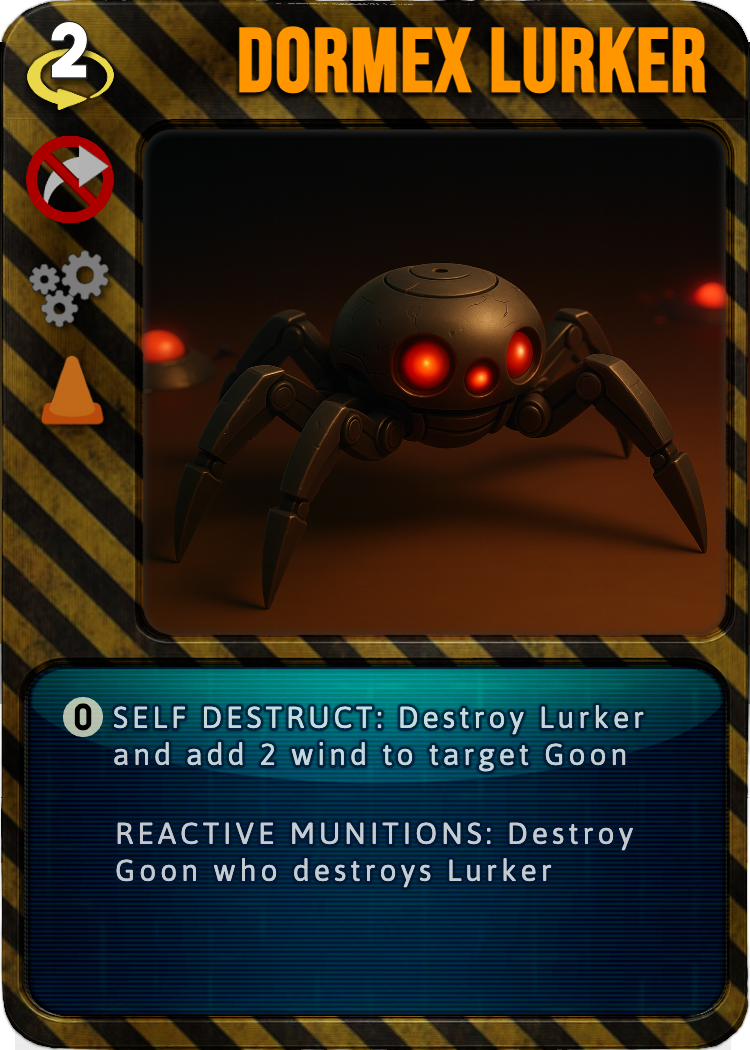 2
DORMEX LURKER
0 SELF DESTRUCT: Destroy Lurker
and add 2 wind to target Goon
REACTIVE MUNITIONS: Destroy
Goon who destroys Lurker